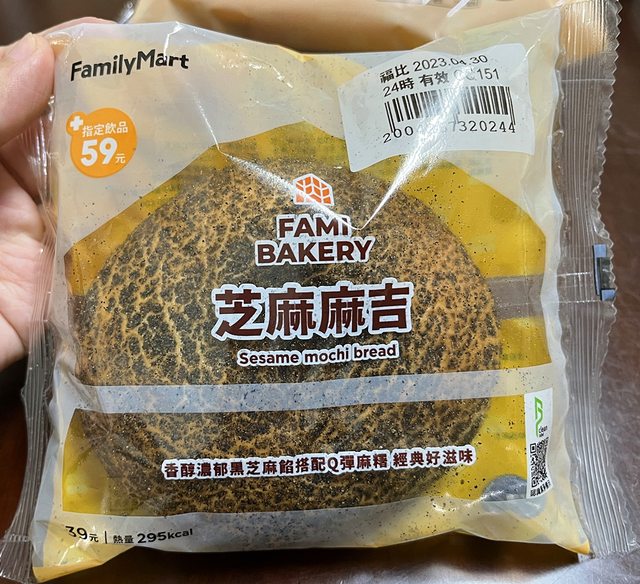 FamilyMart
福比 2023.04.30
24時 有效
+指定飲品
59元
FAMI
BAKERY
芝麻麻吉
Sesame mochi bread
香醇濃郁黑芝麻餡搭配Q彈麻糬 經典好滋味
39元 | 熱量 295kcal